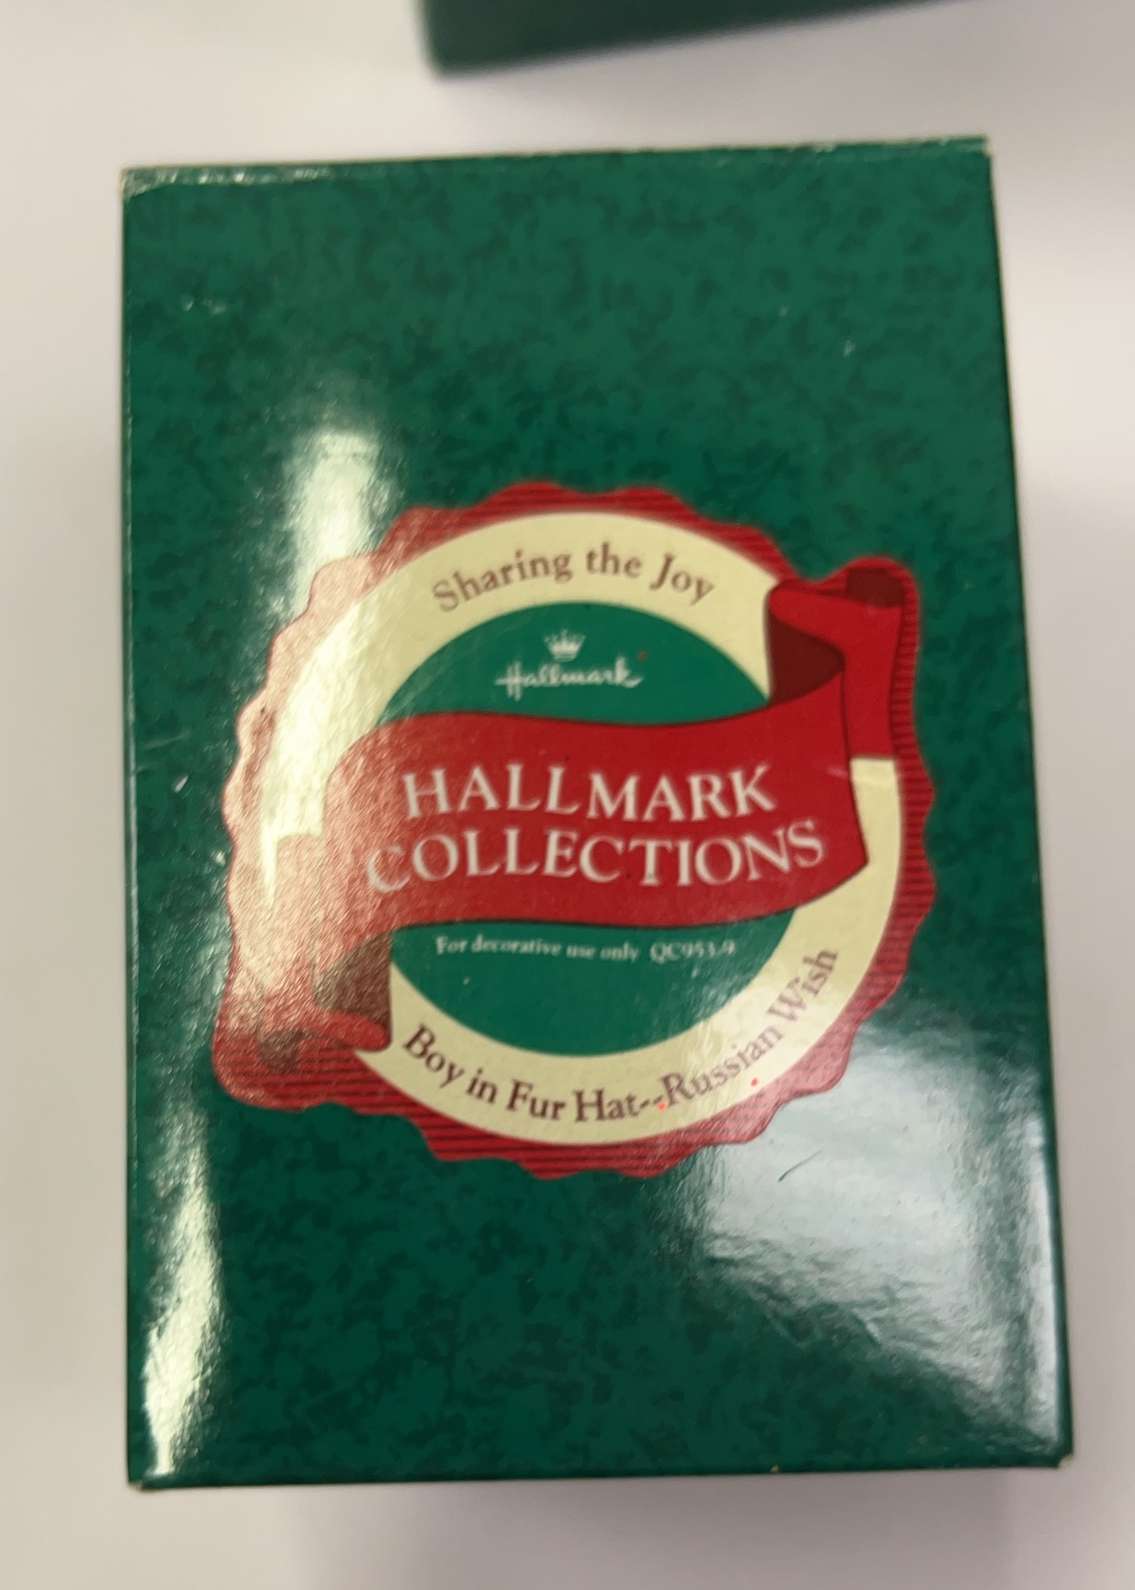 Sharing the Joy
Hallmark
HALLMARK
COLLECTIONS
For decorative use only QC953-9
Boy in Fur Hat--Russian Wish